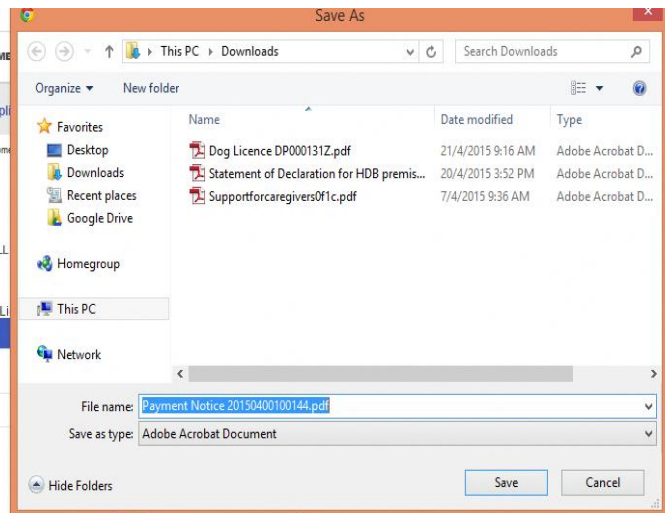 Save As
This PC Downloads
Search Downloads
Organize New folder
Name Date modified Type
Favorites
Desktop
Downloads
Recent places
Google Drive
Homegroup
This PC
Network
Dog Licence DP000131Z.pdf 21/4/2015 9:16 AM Adobe Acrobat D...
Statement of Declaration for HDB premis... 20/4/2015 3:52 PM Adobe Acrobat D...
Supportforcaregivers0f1c.pdf 7/4/2015 9:36 AM Adobe Acrobat D...
File name: Payment Notice 20150400100144.pdf
Save as type: Adobe Acrobat Document
Hide Folders
Save Cancel